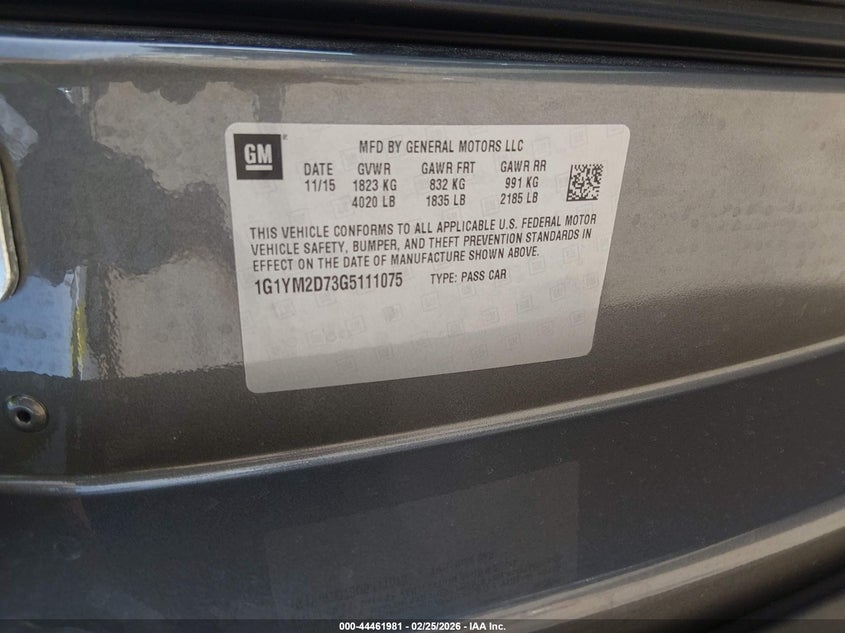 GM
MFD BY GENERAL MOTORS LLC
DATE GVWR GAWR FRT GAWR RR
11/15 1823 KG 832 KG 991 KG
4020 LB 1835 LB 2185 LB
THIS VEHICLE CONFORMS TO ALL APPLICABLE U.S. FEDERAL MOTOR
VEHICLE SAFETY, BUMPER, AND THEFT PREVENTION STANDARDS IN
EFFECT ON THE DATE OF MANUFACTURE SHOWN ABOVE.
1G1YM2D73G5111075 TYPE: PASS CAR
000-44461981 - 02/25/2026 - IAA Inc.